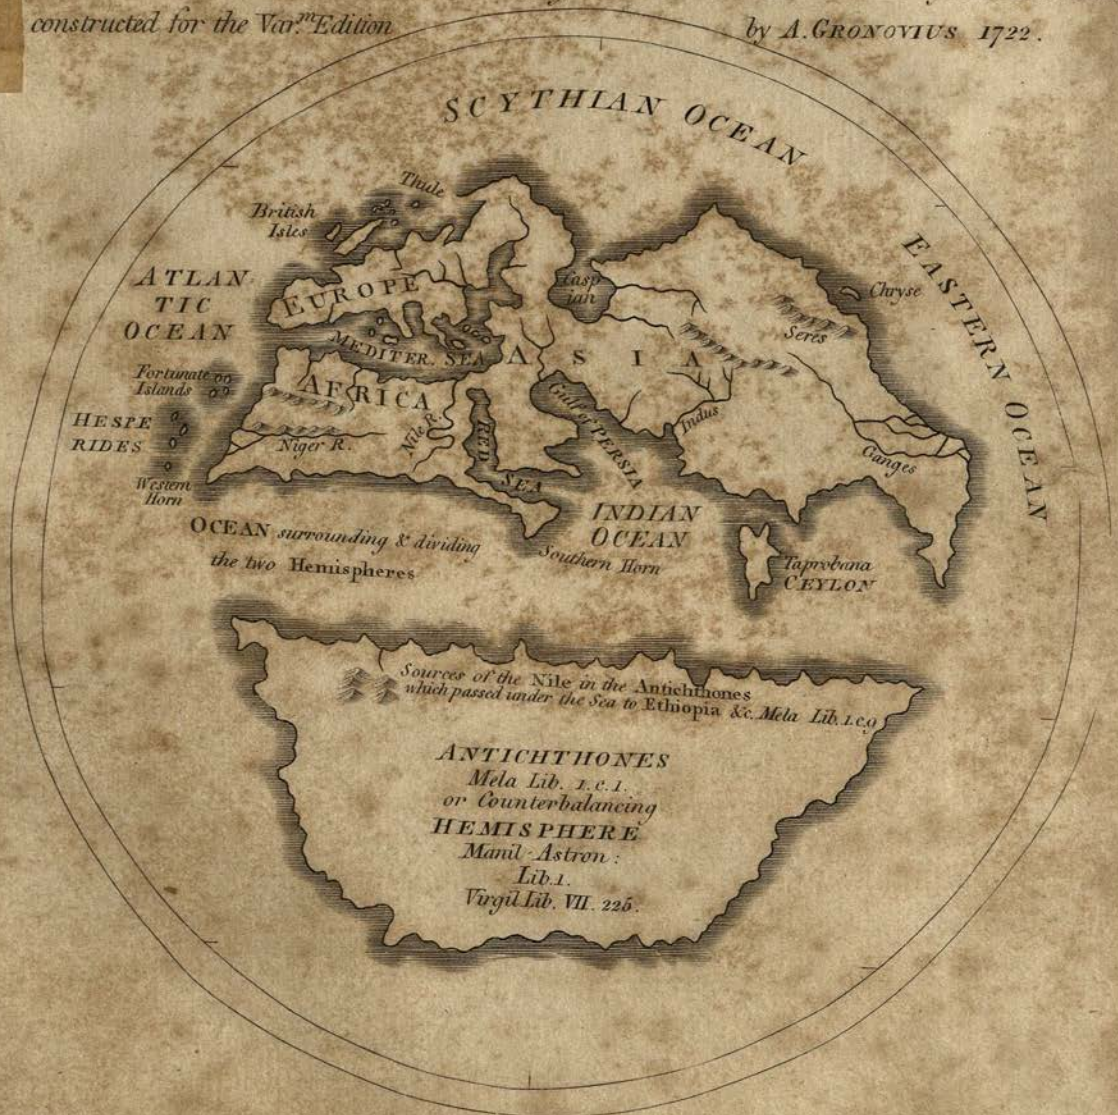 constructed for the Var.m Edition
by A. GRONOVIUS 1722.
SCYTHIAN OCEAN
Thule
British
Isles
ATLAN
TIC
OCEAN
EUROPE
Casp
ian
EASTERN OCEAN
Chryse
Seres
MEDITER. SEA
ASIA
Fortunate
Islands
AFRICA
HESPE
RIDES
Niger R.
Nile R.
RED
SEA
Gulf of PERSIA
Indus
Ganges
Western
Horn
OCEAN surrounding & dividing
the two Hemispheres
INDIAN
OCEAN
Southern Horn
Taprobana
CEYLON
Sources of the Nile in the Antichthones
which passed under the Sea to Ethiopia &c. Mela Lib. 1. c. 9
ANTICHTHONES
Mela Lib. 1. c. 1.
or Counterbalancing
HEMISPHERE
Manil-Astron:
Lib. 1.
Virgil Lib. VII. 225.